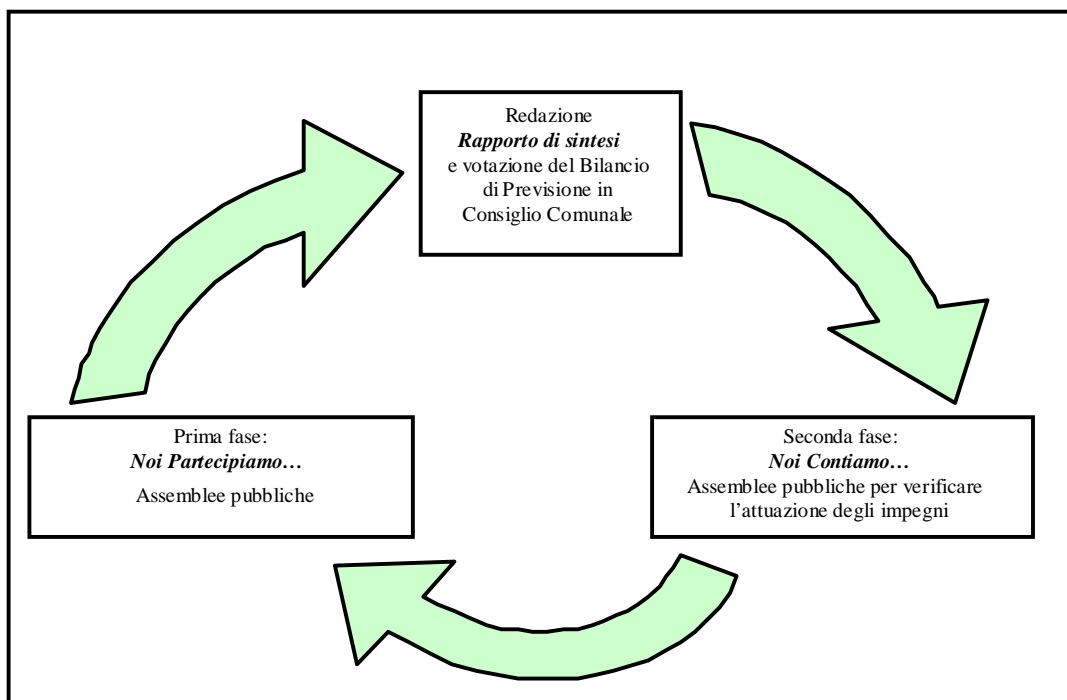 Redazione
Rapporto di sintesi
e votazione del Bilancio
di Previsione in
Consiglio Comunale
Prima fase:
Noi Partecipiamo…
Assemblee pubbliche
Seconda fase:
Noi Contiamo…
Assemblee pubbliche per verificare
l'attuazione degli impegni